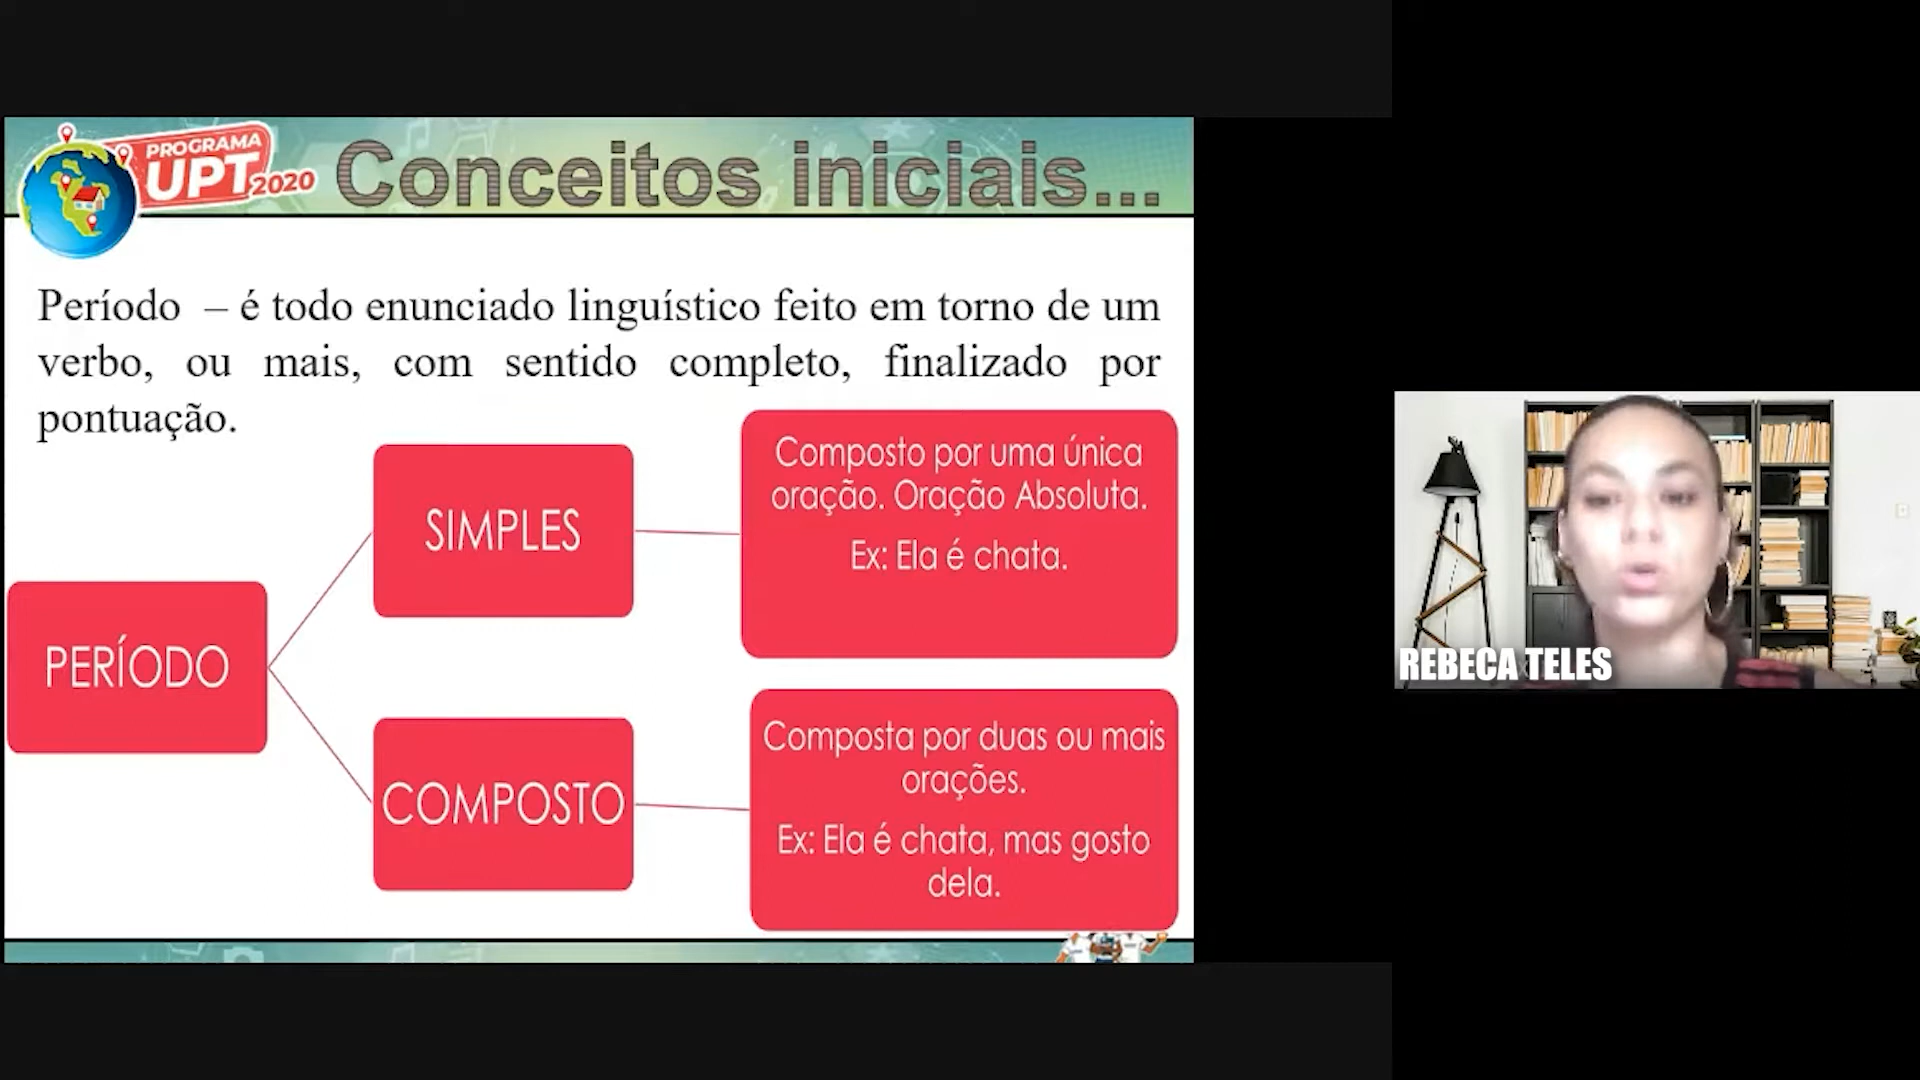 PROGRAMA
UPT 2020
Conceitos iniciais...
Período – é todo enunciado linguístico feito em torno de um
verbo, ou mais, com sentido completo, finalizado por
pontuação.
PERÍODO
SIMPLES
Composto por uma única
oração. Oração Absoluta.
Ex: Ela é chata.
COMPOSTO
Composta por duas ou mais
orações.
Ex: Ela é chata, mas gosto
dela.
REBECA TELES